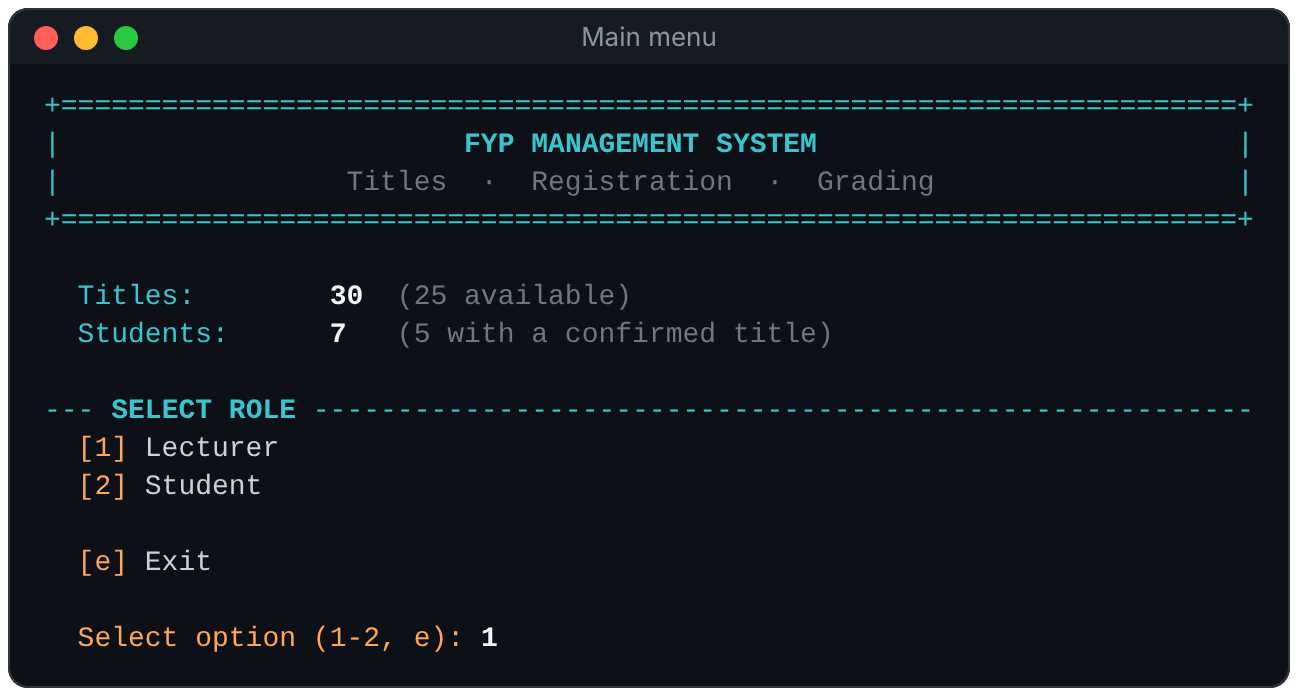 Main menu
+======================================================================+
| FYP MANAGEMENT SYSTEM |
| Titles · Registration · Grading |
+======================================================================+
Titles: 30 (25 available)
Students: 7 (5 with a confirmed title)
--- SELECT ROLE --------------------------------------------------------
[1] Lecturer
[2] Student
[e] Exit
Select option (1-2, e): 1